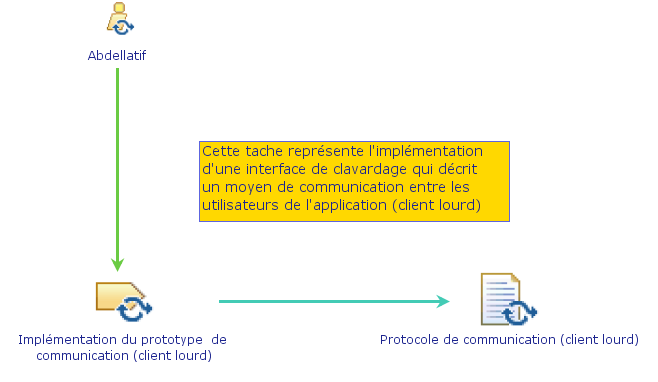 Abdellatif
Cette tache représente l'implémentation
d'une interface de clavardage qui décrit
un moyen de communication entre les
utilisateurs de l'application (client lourd)
Implémentation du prototype de
communication (client lourd)
Protocole de communication (client lourd)